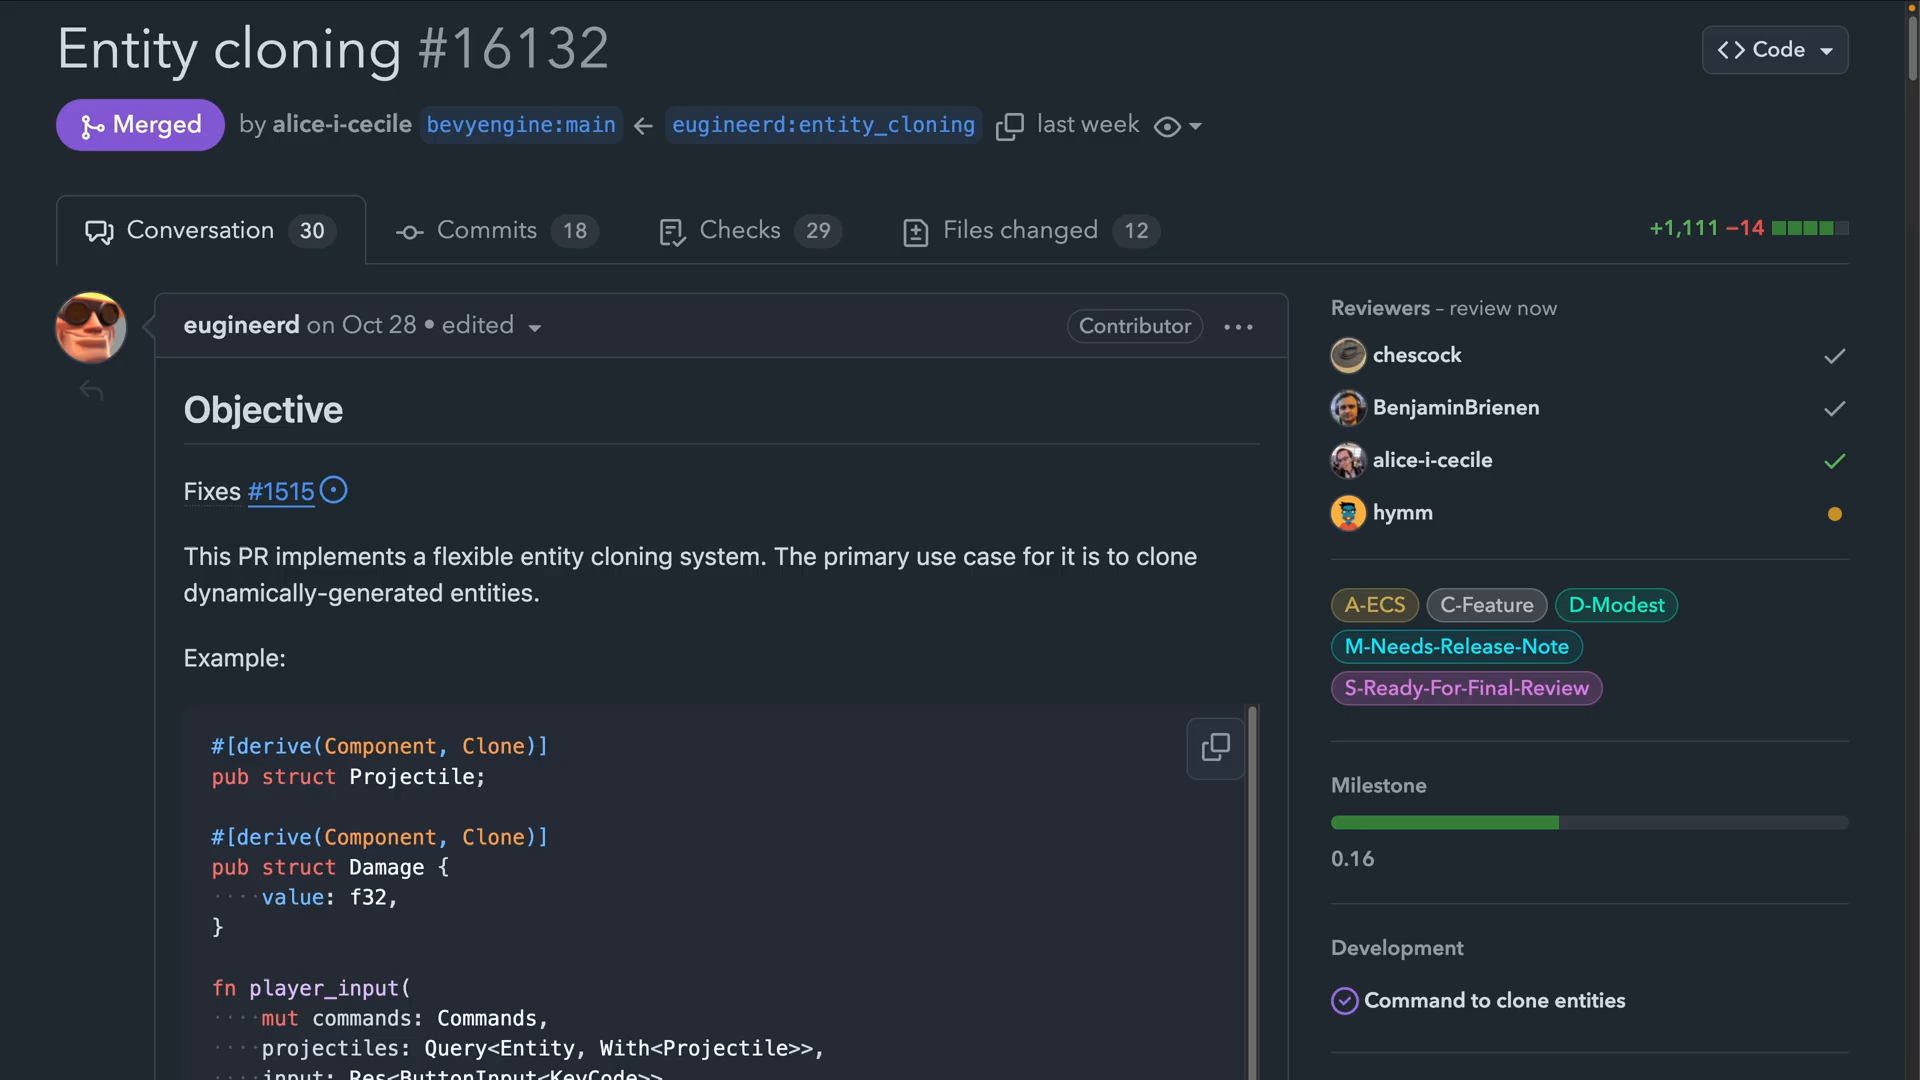 Entity cloning #16132
Code
Merged by alice-i-cecile bevyengine:main ← eugineerd:entity_cloning last week
Conversation 30
Commits 18
Checks 29
Files changed 12
+1,111 −14
eugineerd on Oct 28 • edited
Contributor
Objective
Fixes #1515
This PR implements a flexible entity cloning system. The primary use case for it is to clone
dynamically-generated entities.
Example:
#[derive(Component, Clone)]
pub struct Projectile;
#[derive(Component, Clone)]
pub struct Damage {
····value: f32,
}
fn player_input(
····mut commands: Commands,
····projectiles: Query<Entity, With<Projectile>>,
····input: Res<ButtonInput<KeyCode>>
Reviewers – review now
chescock
BenjaminBrienen
alice-i-cecile
hymm
A-ECS C-Feature D-Modest
M-Needs-Release-Note
S-Ready-For-Final-Review
Milestone
0.16
Development
Command to clone entities